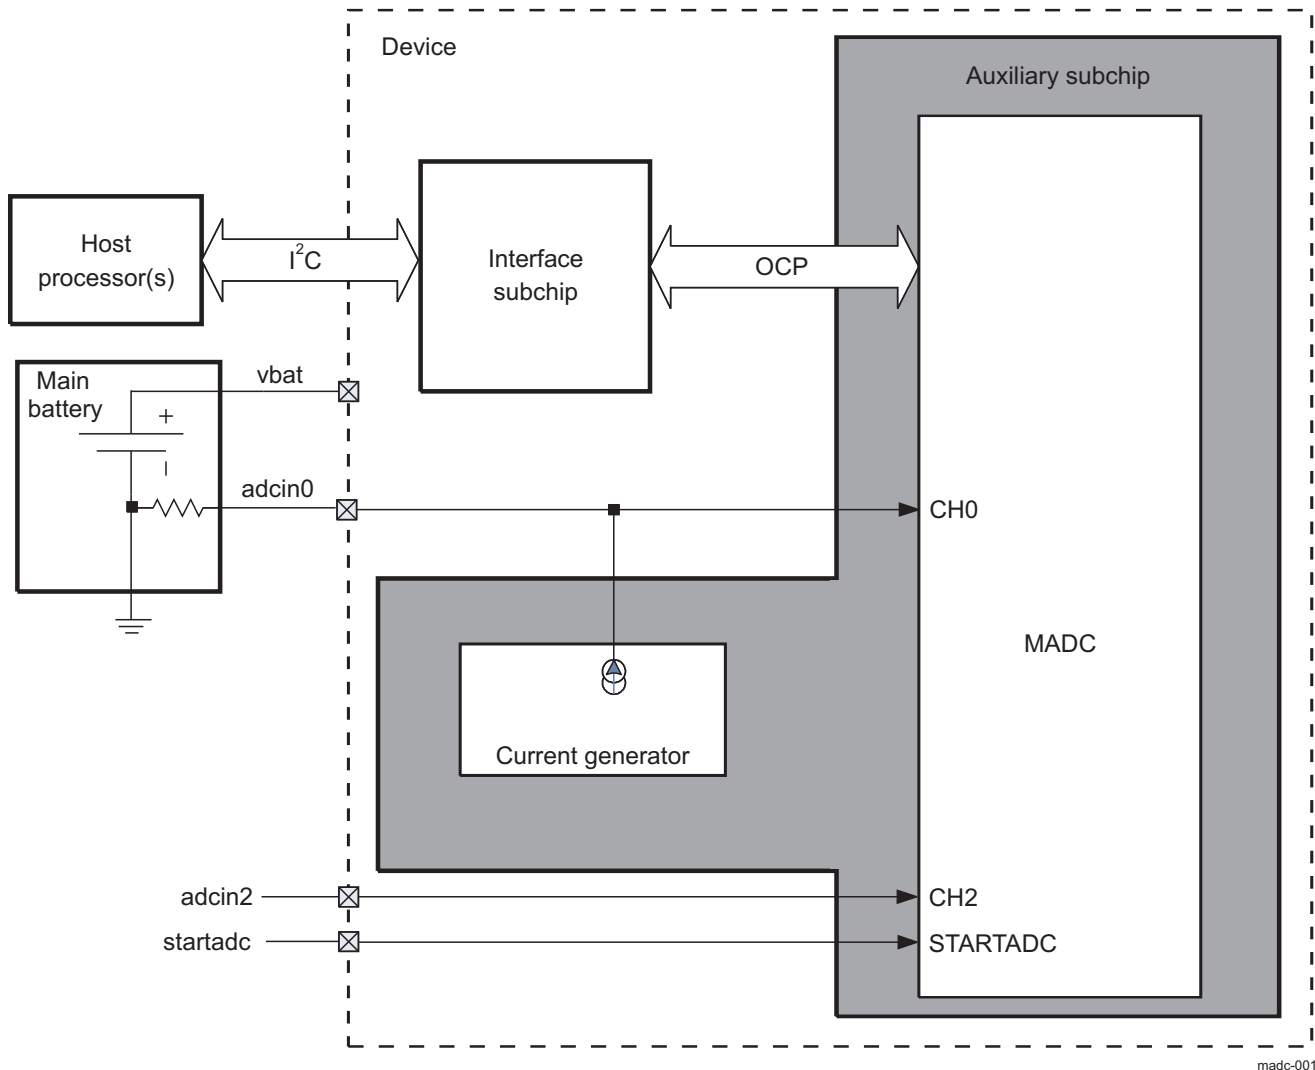 Device
Auxiliary subchip
Host
processor(s)
I²C
Interface
subchip
OCP
Main
battery
vbat
+
−
adcin0
CH0
MADC
Current generator
adcin2
CH2
startadc
STARTADC
madc-001